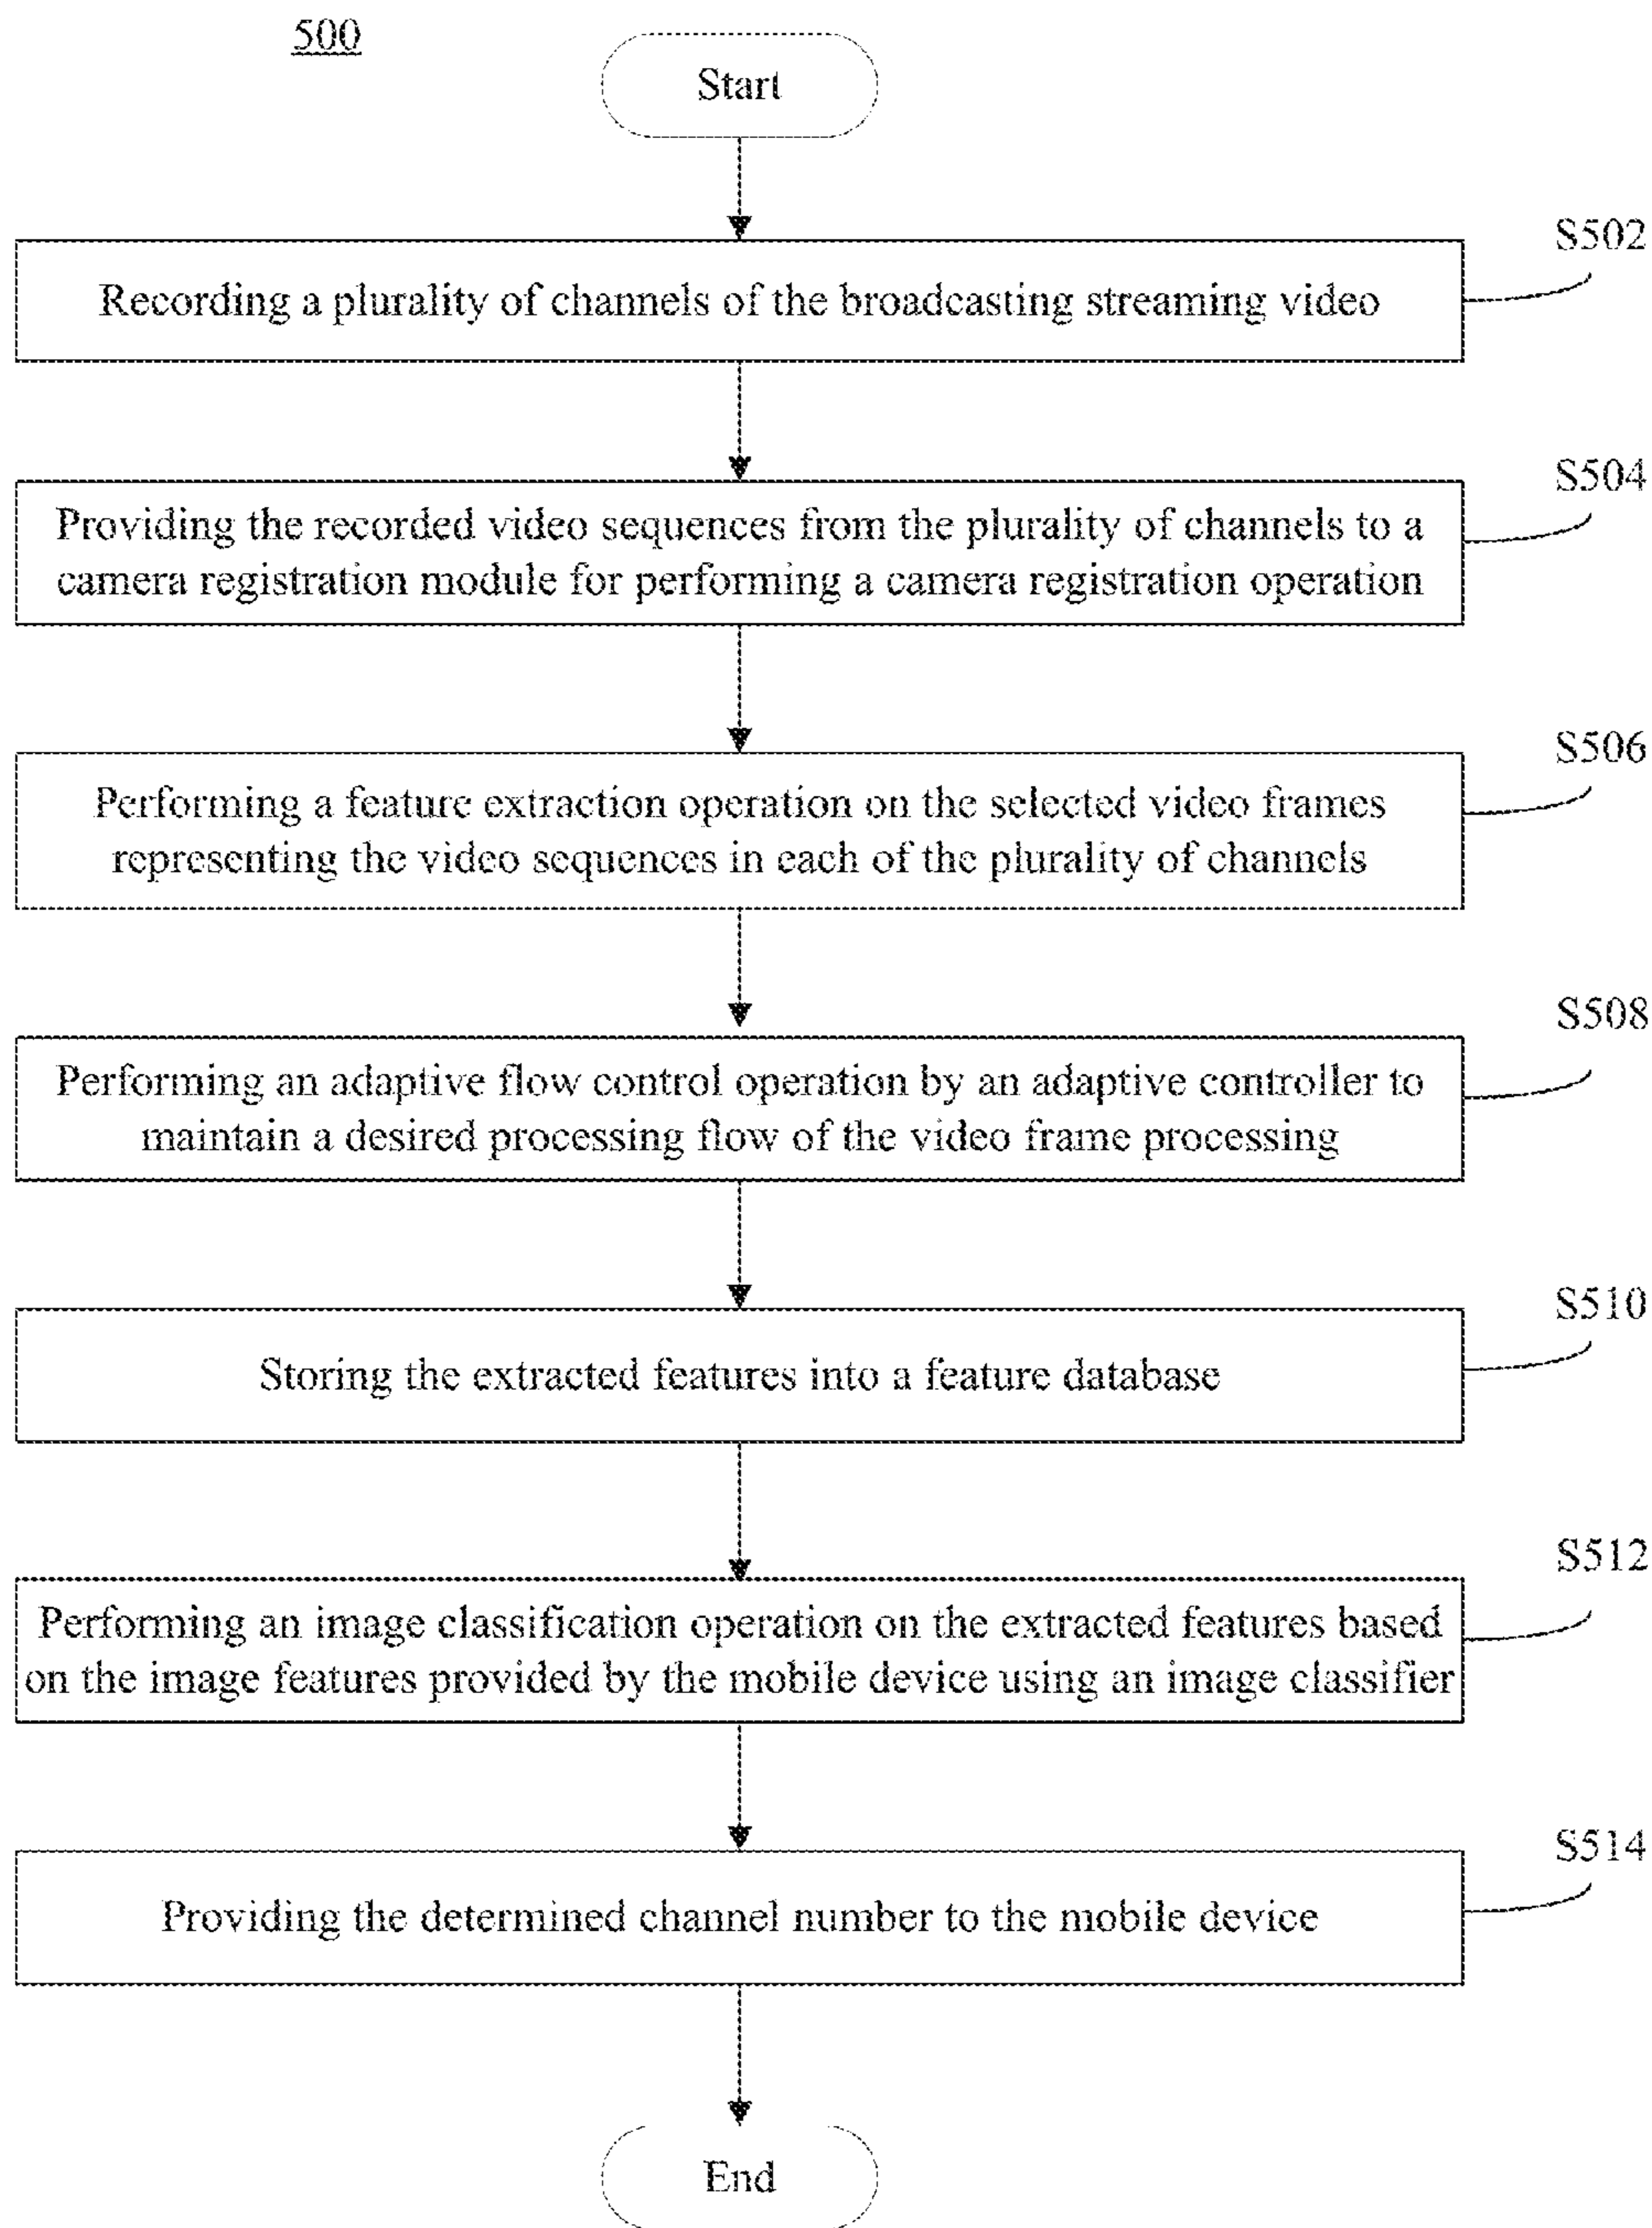 500
Start
S502
Recording a plurality of channels of the broadcasting streaming video
S504
Providing the recorded video sequences from the plurality of channels to a
camera registration module for performing a camera registration operation
S506
Performing a feature extraction operation on the selected video frames
representing the video sequences in each of the plurality of channels
S508
Performing an adaptive flow control operation by an adaptive controller to
maintain a desired processing flow of the video frame processing
S510
Storing the extracted features into a feature database
S512
Performing an image classification operation on the extracted features based
on the image features provided by the mobile device using an image classifier
S514
Providing the determined channel number to the mobile device
End